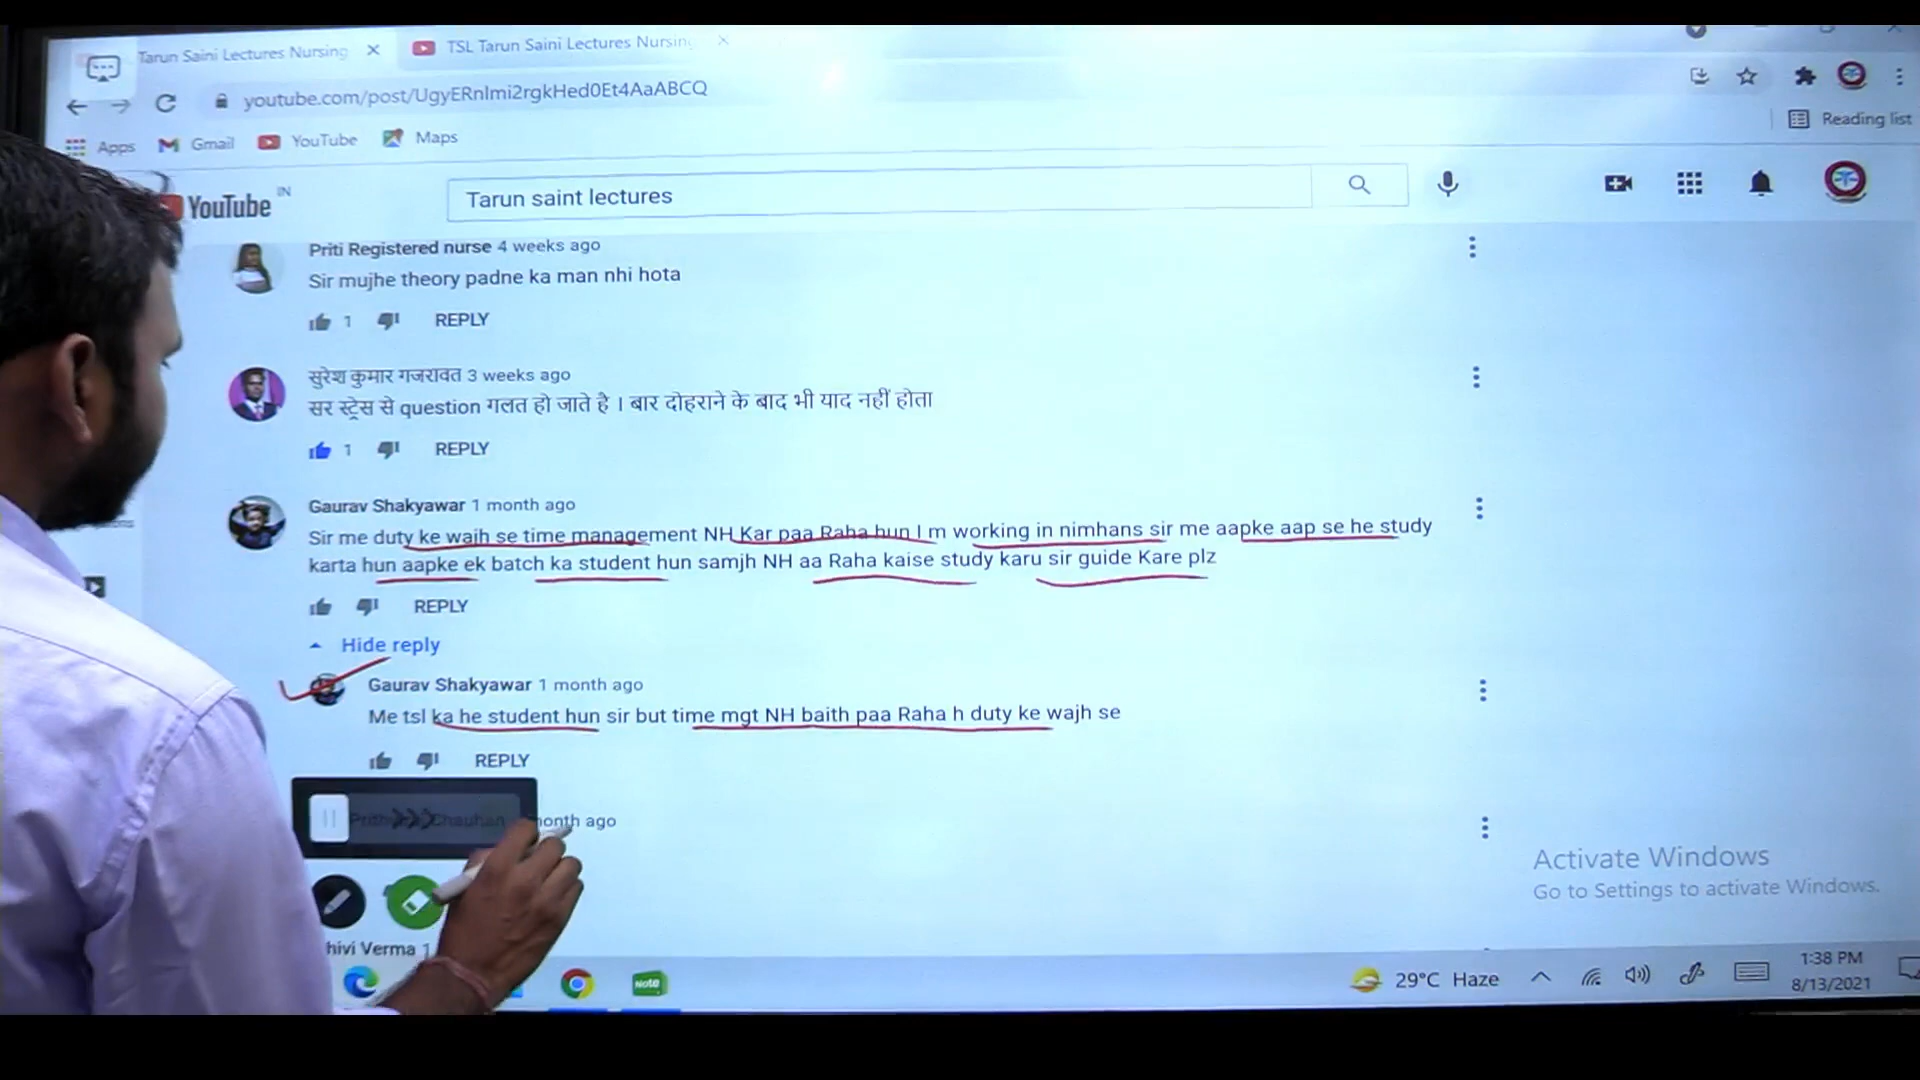 Tarun Saini Lectures Nursing
TSL Tarun Saini Lectures Nursin
youtube.com/post/UgyERnlmi2rgkHed0Et4AaABCQ
Reading list
Apps Gmail YouTube Maps
YouTube IN
Tarun saint lectures
Priti Registered nurse 4 weeks ago
Sir mujhe theory padne ka man nhi hota
1 REPLY
सुरेश कुमार गजरावत 3 weeks ago
सर स्ट्रेस से question गलत हो जाते है । बार दोहराने के बाद भी याद नहीं होता
1 REPLY
Gaurav Shakyawar 1 month ago
Sir me duty ke wajh se time management NH Kar paa Raha hun I m working in nimhans sir me aapke aap se he study
karta hun aapke ek batch ka student hun samjh NH aa Raha kaise study karu sir guide Kare plz
REPLY
Hide reply
Gaurav Shakyawar 1 month ago
Me tsl ka he student hun sir but time mgt NH baith paa Raha h duty ke wajh se
REPLY
Chauhan month ago
hivi Verma 1
Activate Windows
Go to Settings to activate Windows.
Note
29°C Haze
1:38 PM
8/13/2021